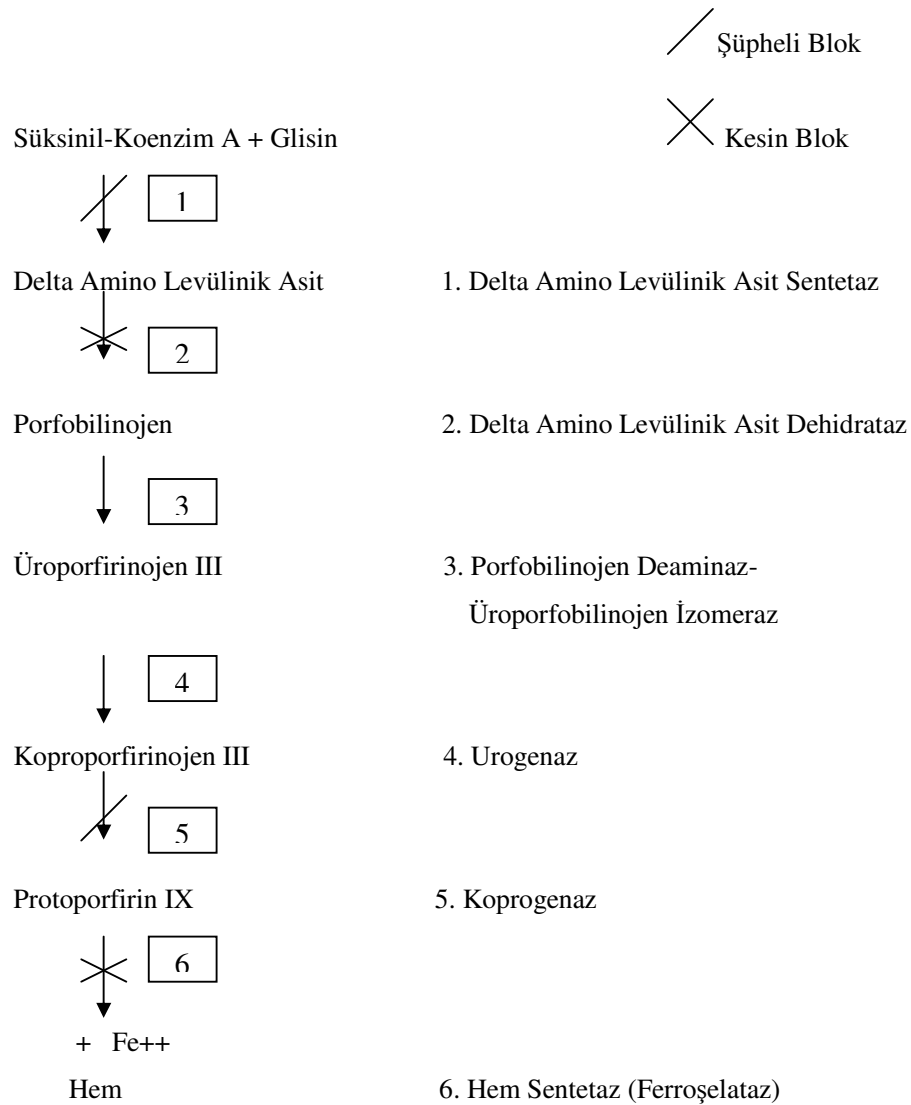 Şüpheli Blok
Süksinil-Koenzim A + Glisin
Kesin Blok
1
Delta Amino Levülinik Asit
1. Delta Amino Levülinik Asit Sentetaz
2
Porfobilinojen
2. Delta Amino Levülinik Asit Dehidrataz
3
Üroporfirinojen III
3. Porfobilinojen Deaminaz-
Üroporfobilinojen İzomeraz
4
Koproporfirinojen III
4. Urogenaz
5
Protoporfirin IX
5. Koprogenaz
6
+ Fe++
Hem
6. Hem Sentetaz (Ferroşelataz)